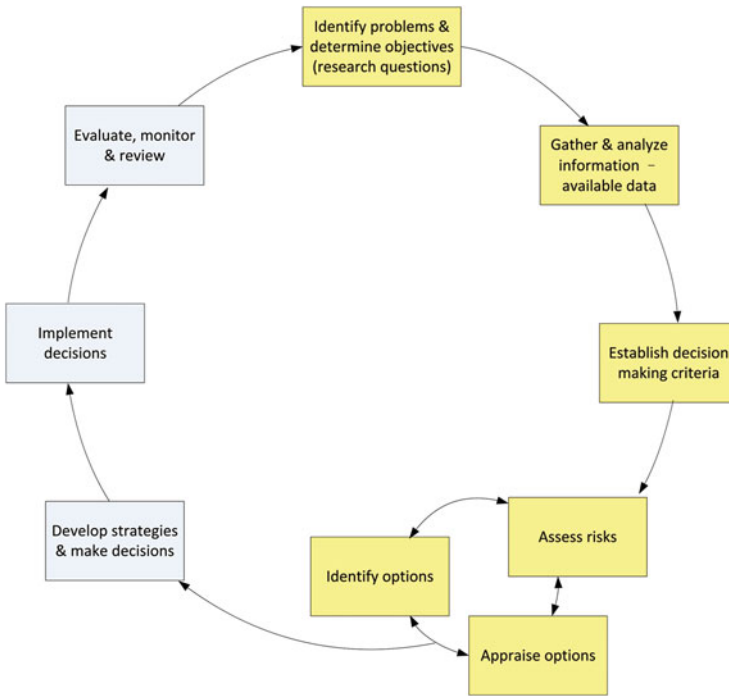 Identify problems &
determine objectives
(research questions)
Gather & analyze
information –
available data
Establish decision
making criteria
Assess risks
Appraise options
Identify options
Develop strategies
& make decisions
Implement
decisions
Evaluate, monitor
& review